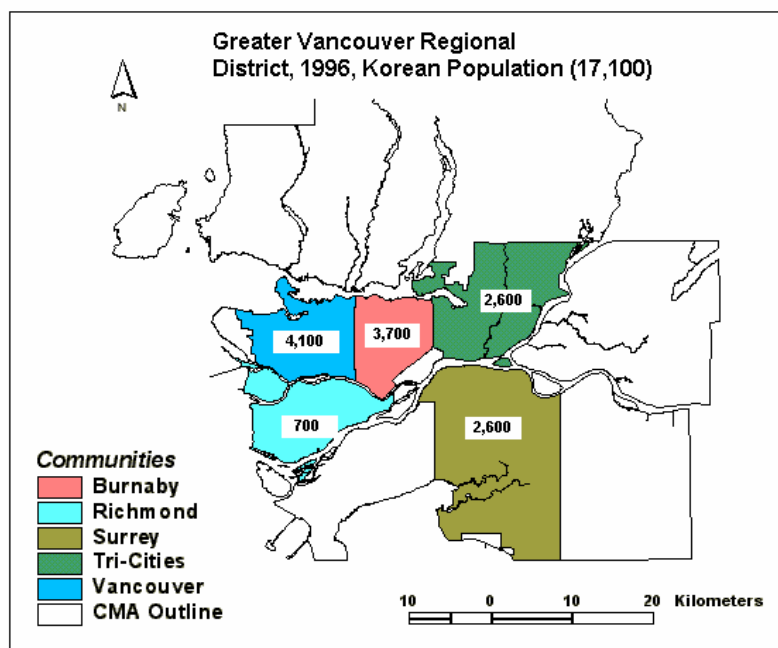 Greater Vancouver Regional
District, 1996, Korean Population (17,100)
N
2,600
4,100
3,700
700
2,600
Communities
Burnaby
Richmond
Surrey
Tri-Cities
Vancouver
CMA Outline
10 0 10 20 Kilometers